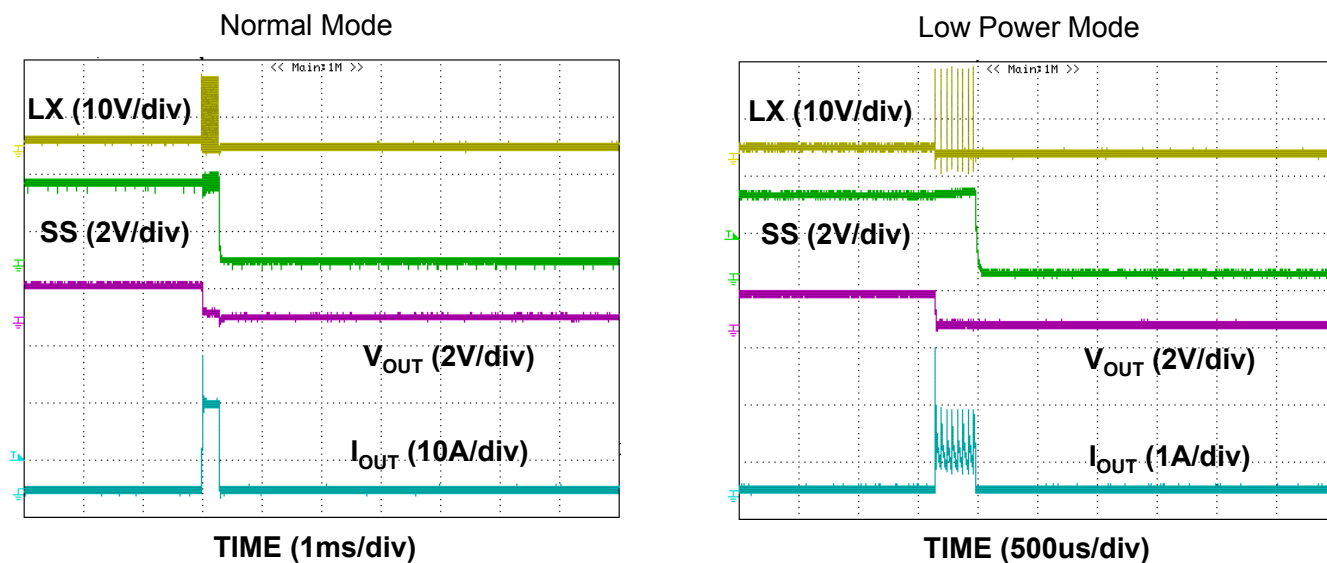 Normal Mode
<< Main:1M >>
LX (10V/div)
SS (2V/div)
VOUT (2V/div)
IOUT (10A/div)
TIME (1ms/div)
Low Power Mode
<< Main:1M >>
LX (10V/div)
SS (2V/div)
VOUT (2V/div)
IOUT (1A/div)
TIME (500us/div)